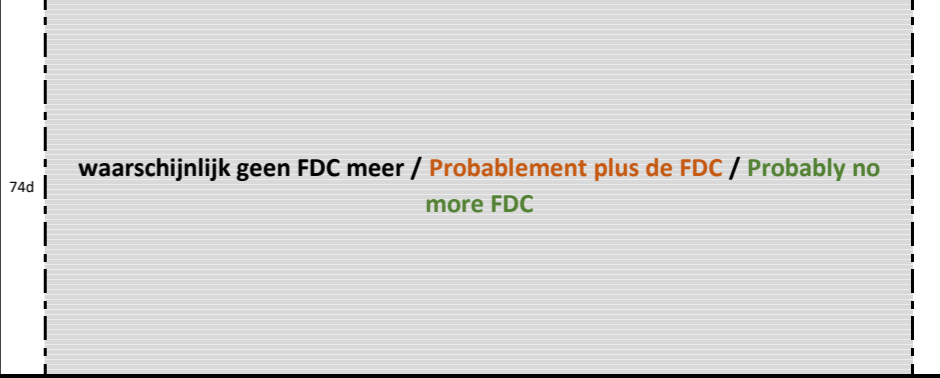 74d
waarschijnlijk geen FDC meer / Probablement plus de FDC / Probably no
more FDC